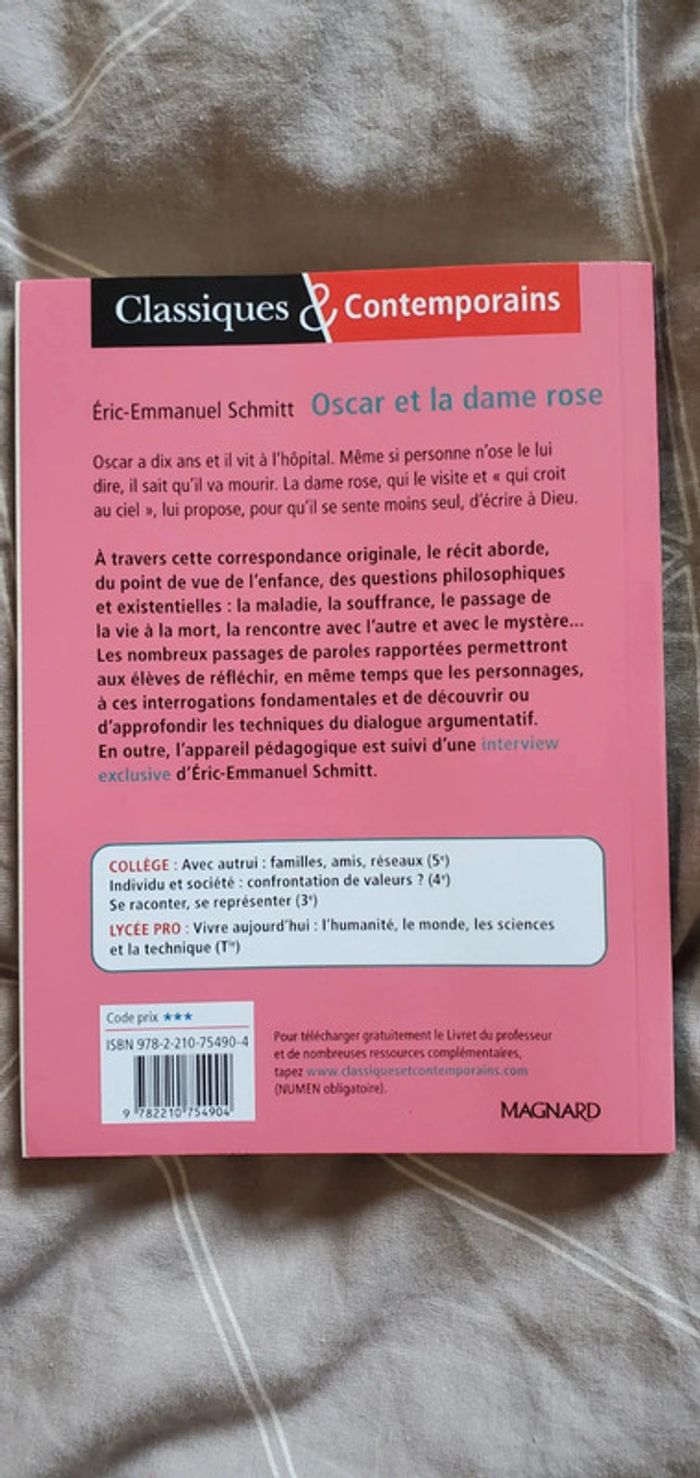 Classiques & Contemporains
Éric-Emmanuel Schmitt Oscar et la dame rose
Oscar a dix ans et il vit à l'hôpital. Même si personne n'ose le lui
dire, il sait qu'il va mourir. La dame rose, qui le visite et « qui croit
au ciel », lui propose, pour qu'il se sente moins seul, d'écrire à Dieu.
À travers cette correspondance originale, le récit aborde,
du point de vue de l'enfance, des questions philosophiques
et existentielles : la maladie, la souffrance, le passage de
la vie à la mort, la rencontre avec l'autre et avec le mystère...
Les nombreux passages de paroles rapportées permettront
aux élèves de réfléchir, en même temps que les personnages,
à ces interrogations fondamentales et de découvrir ou
d'approfondir les techniques du dialogue argumentatif.
En outre, l'appareil pédagogique est suivi d'une interview
exclusive d'Éric-Emmanuel Schmitt.
COLLÈGE : Avec autrui : familles, amis, réseaux (5e)
Individu et société : confrontation de valeurs ? (4e)
Se raconter, se représenter (3e)
LYCÉE PRO : Vivre aujourd'hui : l'humanité, le monde, les sciences
et la technique (Tle)
Code prix ★★★
ISBN 978-2-210-75490-4
9 782210 754904
Pour télécharger gratuitement le Livret du professeur
et de nombreuses ressources complémentaires,
tapez www.classiquesetcontemporains.com
(NUMEN obligatoire).
MAGNARD